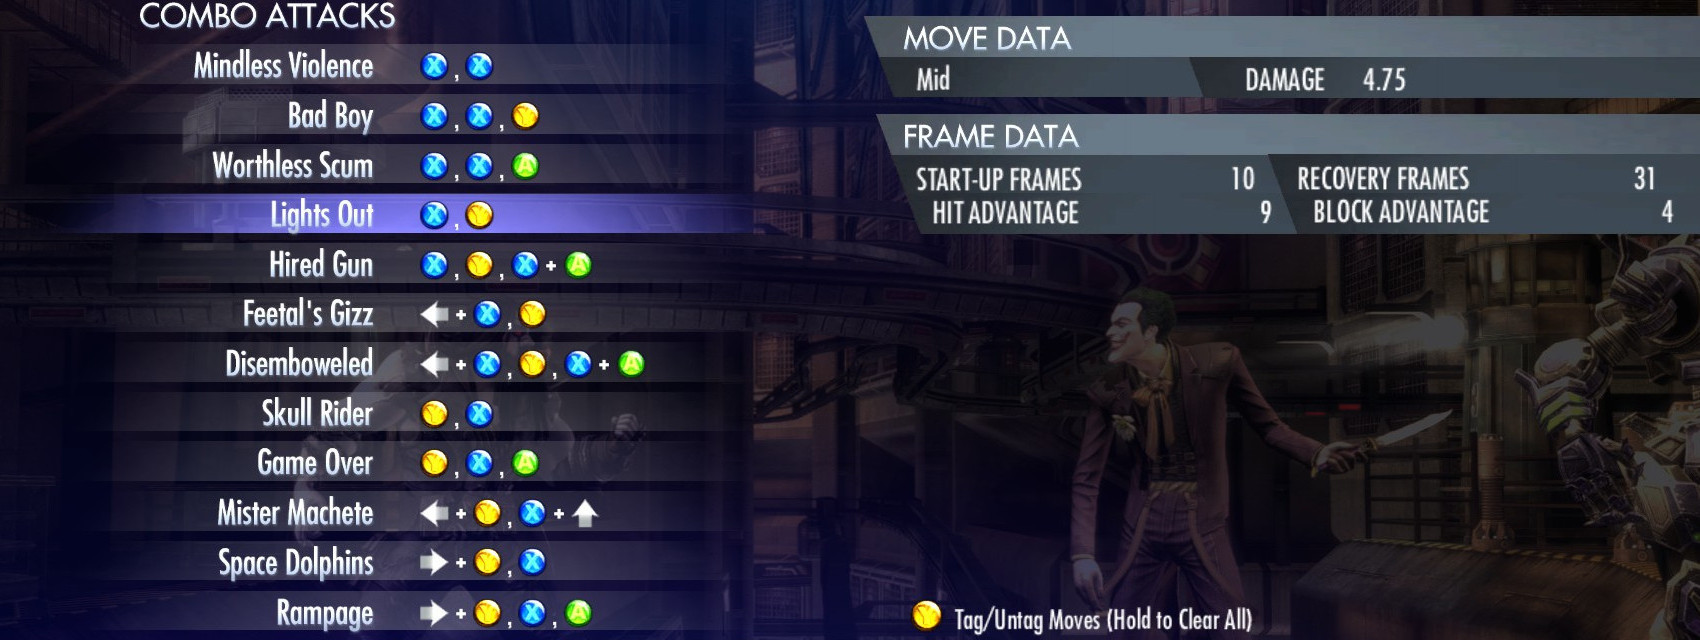 COMBO ATTACKS
Mindless Violence X , X
Bad Boy X , X , Y
Worthless Scum X , X , A
Lights Out X , Y
Hired Gun X , Y , X + A
Feetal's Gizz + X , Y
Disemboweled + X , Y , X + A
Skull Rider Y , X
Game Over Y , X , A
Mister Machete + Y , X +
Space Dolphins + Y , X
Rampage + Y , X , A
MOVE DATA
Mid DAMAGE 4.75
FRAME DATA
START-UP FRAMES 10 RECOVERY FRAMES 31
HIT ADVANTAGE 9 BLOCK ADVANTAGE 4
Y Tag/Untag Moves (Hold to Clear All)